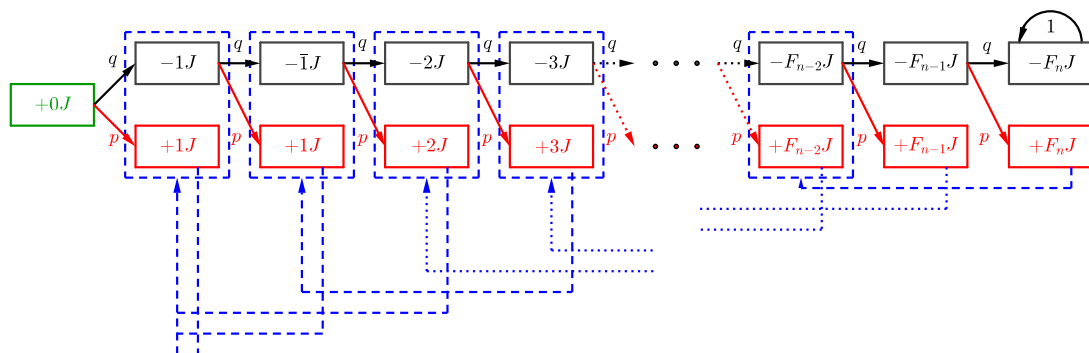 1
q q q q q q q q
-1J -1̅J -2J -3J -F_{n-2}J -F_{n-1}J -F_nJ
+0J
p p p p p p p p
+1J +1J +2J +3J +F_{n-2}J +F_{n-1}J +F_nJ